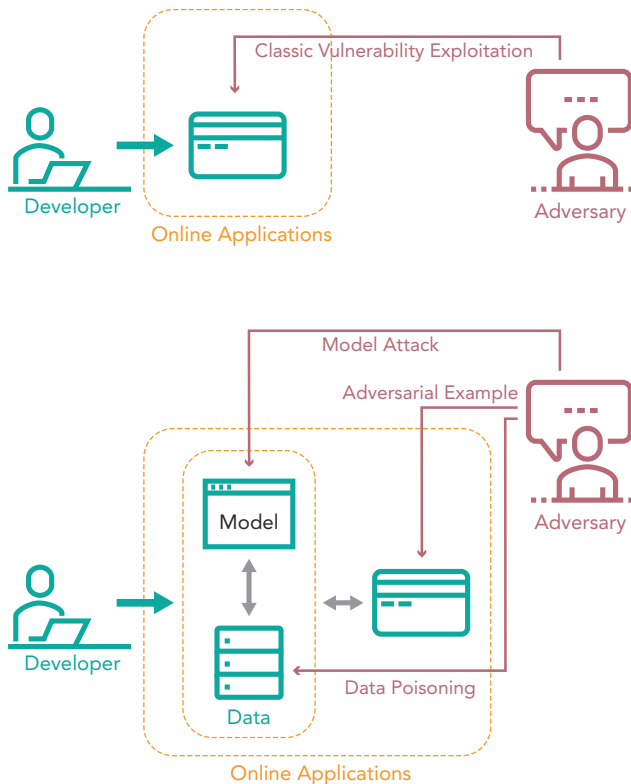 Classic Vulnerability Exploitation
Developer
Adversary
Online Applications
Model Attack
Adversarial Example
Model
Adversary
Developer
Data Poisoning
Data
Online Applications